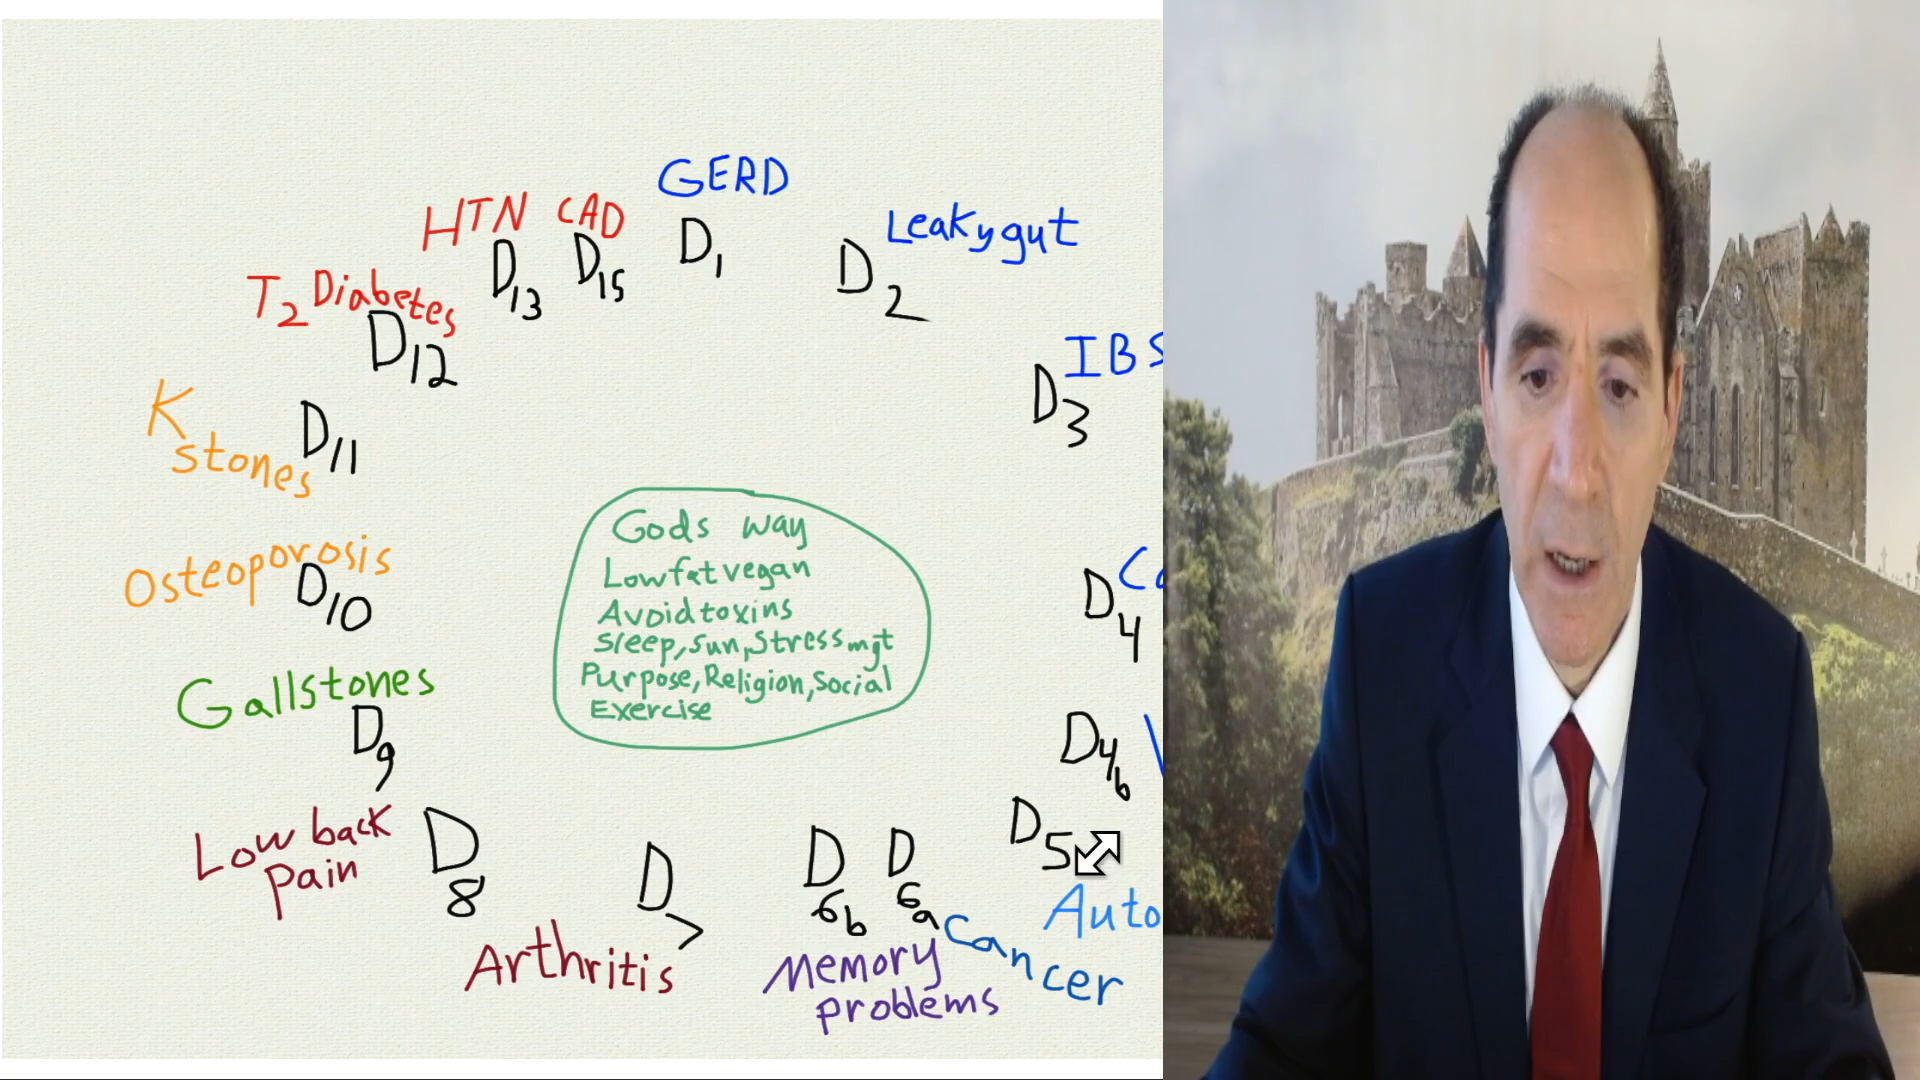 GERD
D1
Leaky gut
D2
IBS
D3
D4
D4b
D5
Auto
Cancer
D6a
D6b
Memory
problems
D7
Arthritis
D8
Low back
pain
Gallstones
D9
Osteoporosis
D10
K
stones
D11
T2 Diabetes
D12
HTN
D13
CAD
D15
Gods way
Lowfat vegan
Avoid toxins
Sleep, sun, stress mgt
Purpose, Religion, Social
Exercise